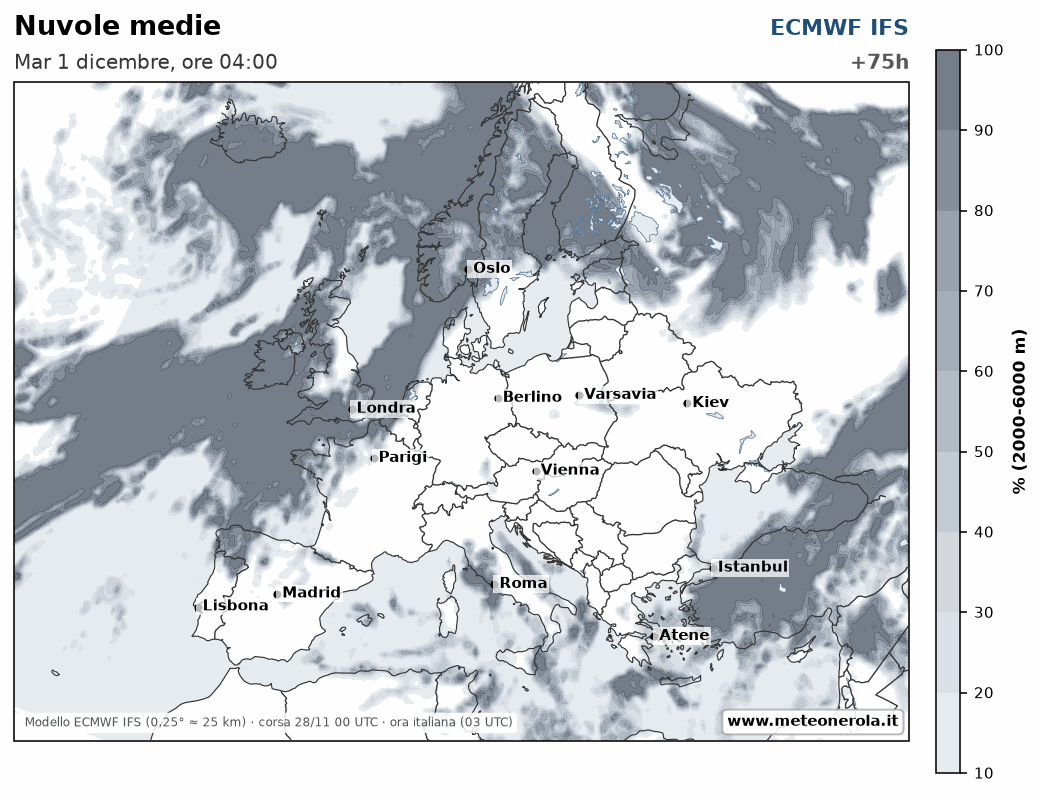 Nuvole medie
ECMWF IFS
Mar 1 dicembre, ore 04:00
+75h
100
90
80
70
60
50
40
30
20
10
% (2000-6000 m)
Oslo
Londra
Berlino
Varsavia
Kiev
Parigi
Vienna
Istanbul
Roma
Madrid
Lisbona
Atene
Modello ECMWF IFS (0,25° ≈ 25 km) · corsa 28/11 00 UTC · ora italiana (03 UTC)
www.meteonerola.it